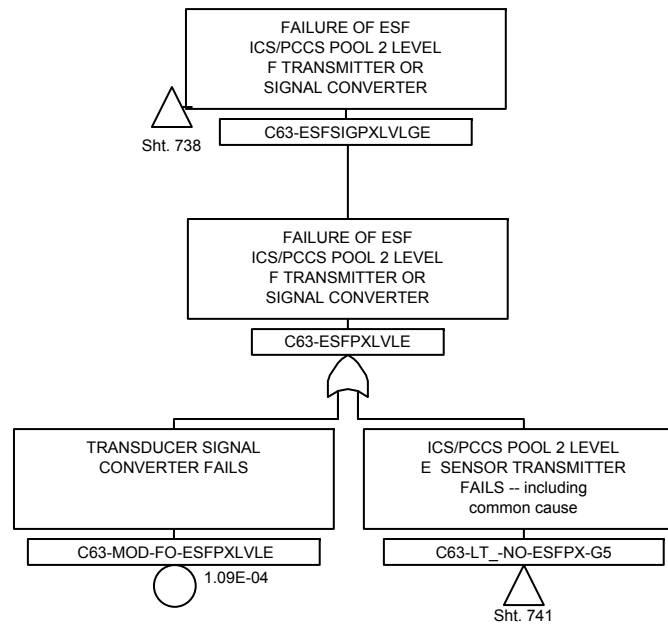 FAILURE OF ESF
ICS/PCCS POOL 2 LEVEL
F TRANSMITTER OR
SIGNAL CONVERTER
Sht. 738
C63-ESFSIGPXLVLGE
FAILURE OF ESF
ICS/PCCS POOL 2 LEVEL
F TRANSMITTER OR
SIGNAL CONVERTER
C63-ESFPXLVLE
TRANSDUCER SIGNAL
CONVERTER FAILS
C63-MOD-FO-ESFPXLVLE
1.09E-04
ICS/PCCS POOL 2 LEVEL
E SENSOR TRANSMITTER
FAILS -- including
common cause
C63-LT_-NO-ESFPX-G5
Sht. 741